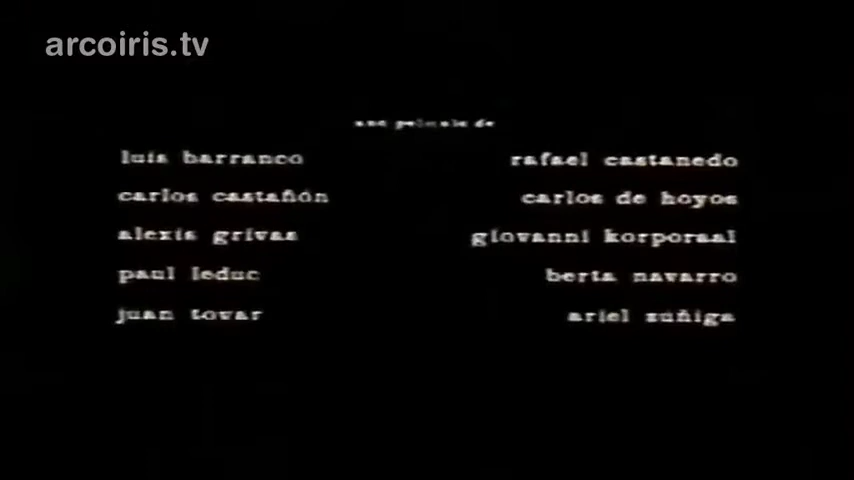 arcoiris.tv
una pelicula de
luis barranco
rafael castanedo
carlos castañón
carlos de hoyos
alexis grivas
giovanni korporaal
paul leduc
berta navarro
juan tovar
ariel zúñiga